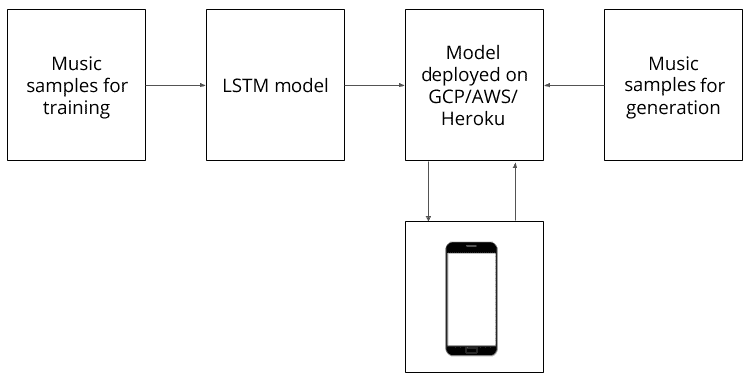 Music
samples for
training
LSTM model
Model
deployed on
GCP/AWS/
Heroku
Music
samples for
generation